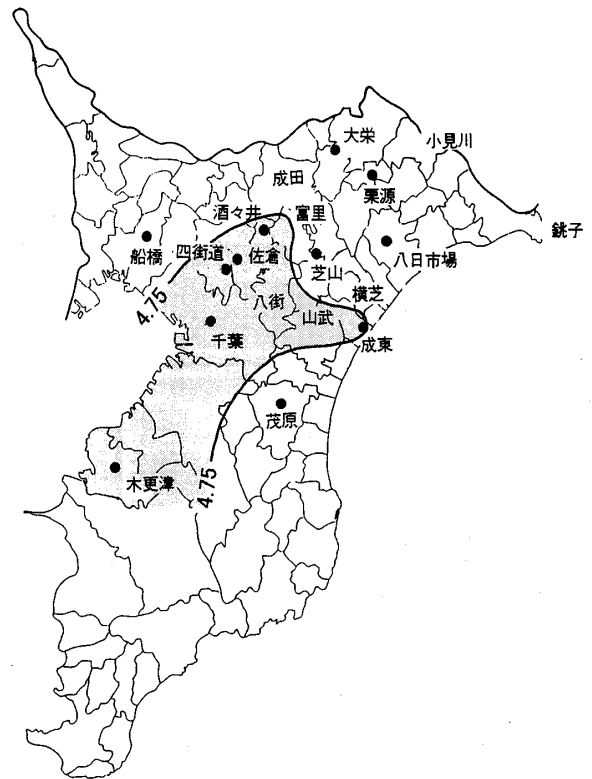 大栄
小見川
成田
栗源
酒々井
富里
銚子
船橋
四街道
佐倉
芝山
八日市場
4.75
八街
横芝
山武
千葉
成東
茂原
木更津
4.75